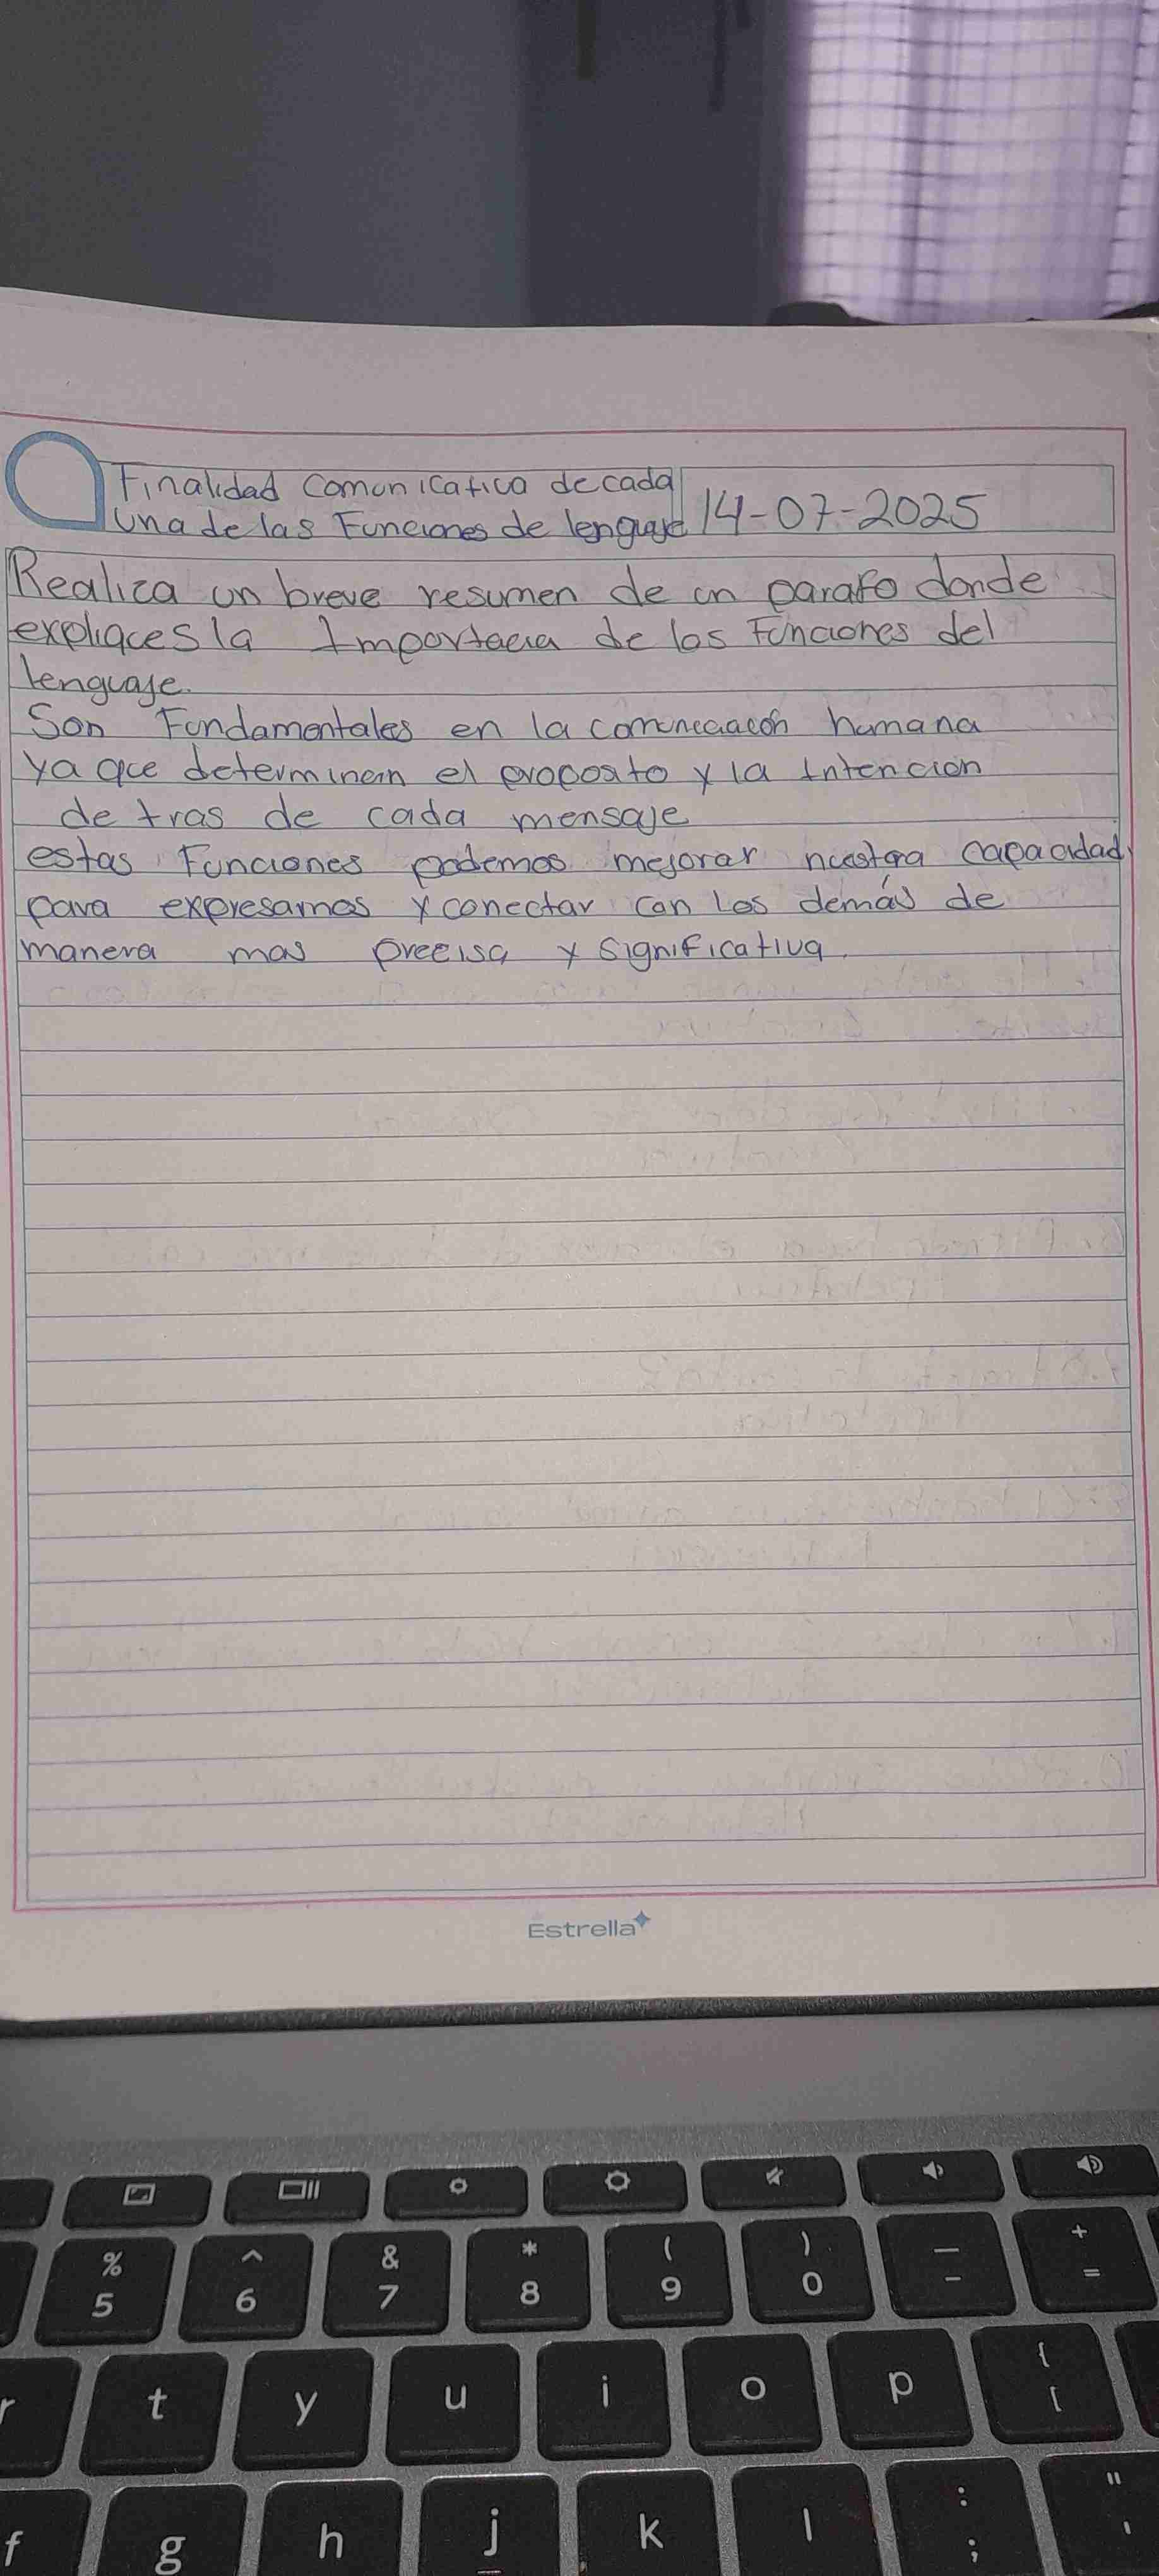 Finalidad Comunicativa de cada
una de las Funciones de lenguaje
14-07-2025
Realiza un breve resumen de un parafo donde
expliques la Importacia de las Funciones del
lenguaje.
Son Fundamentales en la comunicación humana
ya que determinan el proposito y la Intencion
de tras de cada mensaje
estas Funciones podemos mejorar nuestra capacidad
para expresarnos y conectar con los demás de
manera mas precisa y significativa.
Estrella
% 5
^ 6
& 7
* 8
( 9
) 0
— -
+ =
r t y u i o p { [
f g h j k l : ; " '